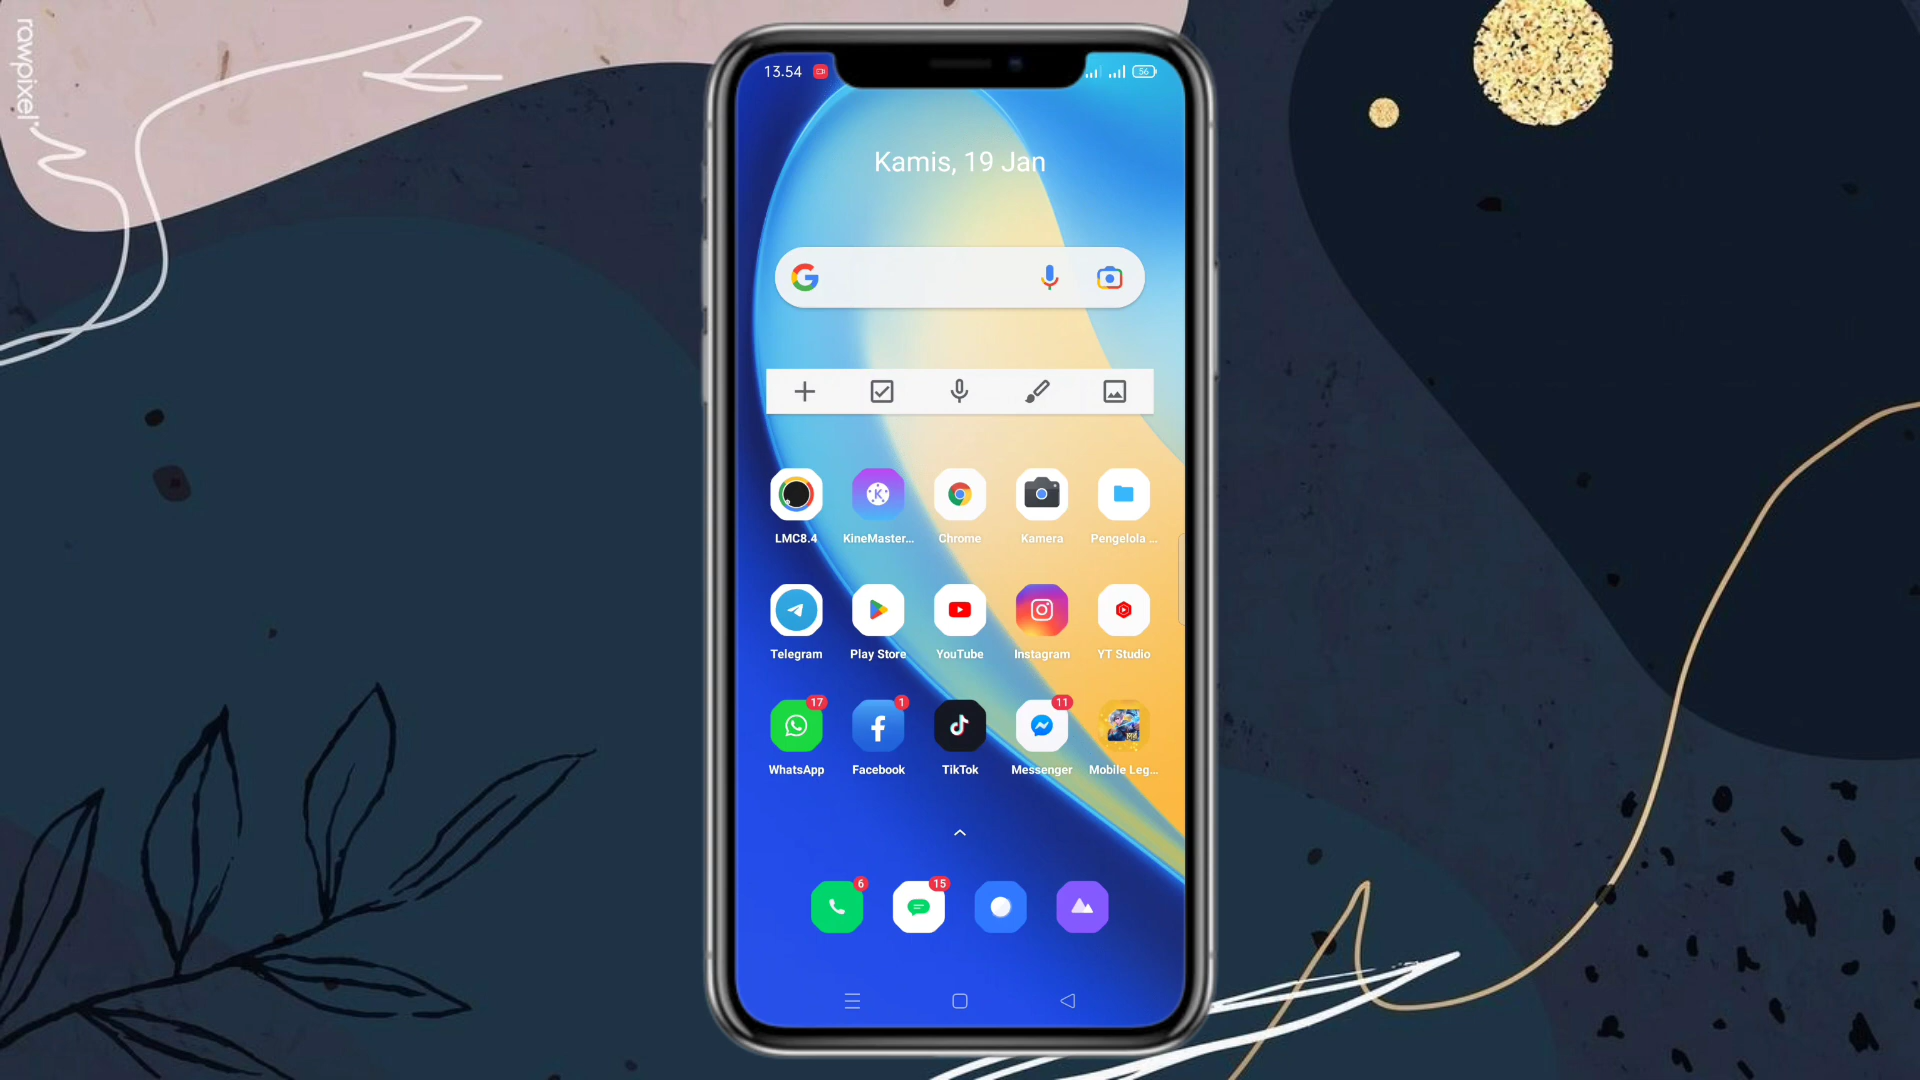 rawpixel
13.54
56
Kamis, 19 Jan
LMC8.4
KineMaster...
Chrome
Kamera
Pengelola ...
Telegram
Play Store
YouTube
Instagram
YT Studio
17
1
11
WhatsApp
Facebook
TikTok
Messenger
Mobile Leg...
6
15